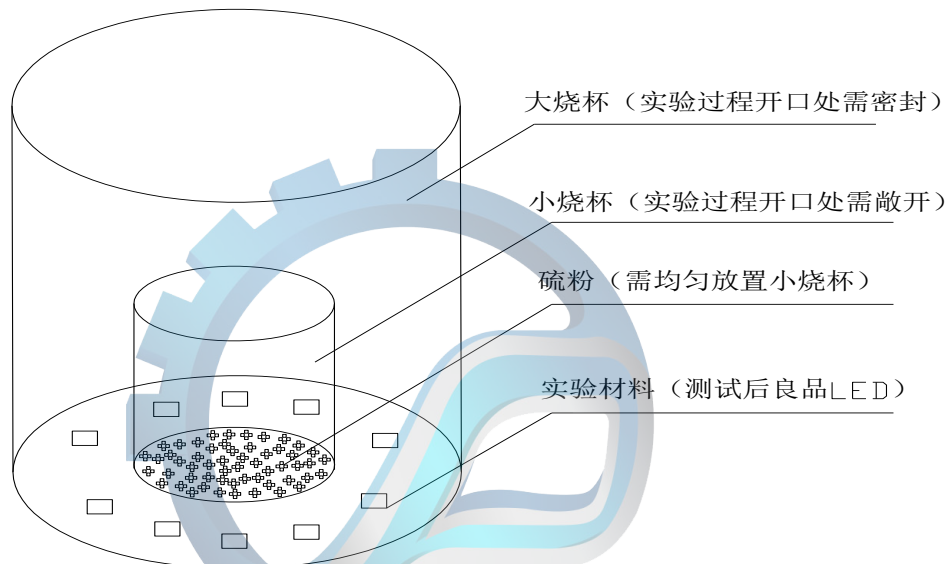 大烧杯（实验过程开口处需密封）
小烧杯（实验过程开口处需敞开）
硫粉（需均匀放置小烧杯）
实验材料（测试后良品LED）